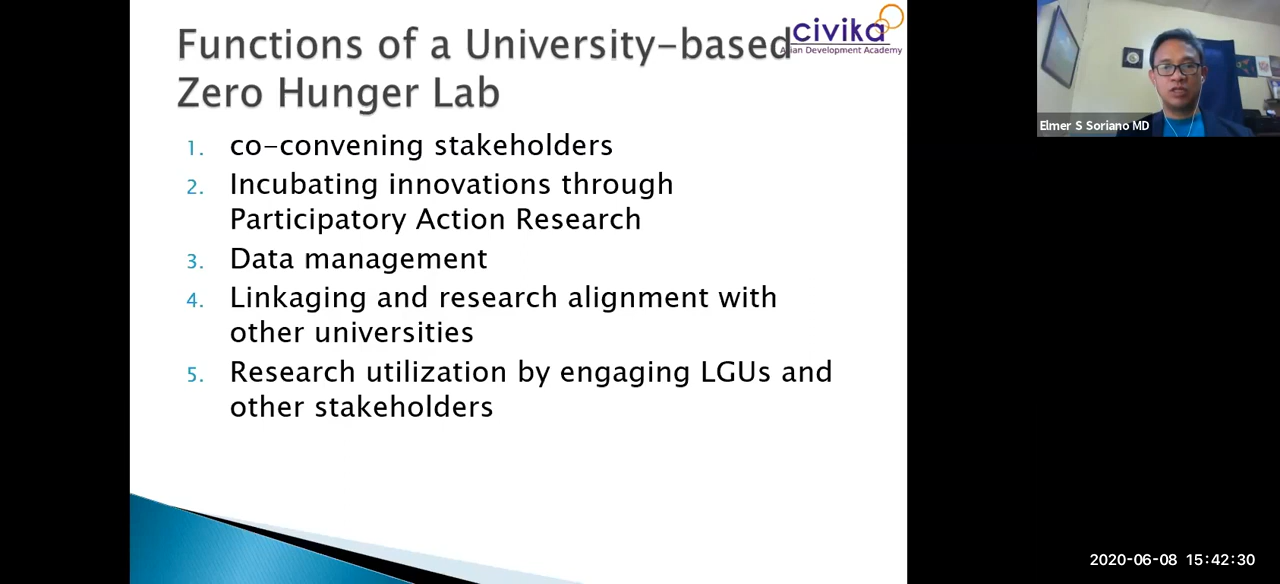 Functions of a University-based
Zero Hunger Lab
civika
Asian Development Academy
1. co-convening stakeholders
2. Incubating innovations through
Participatory Action Research
3. Data management
4. Linkaging and research alignment with
other universities
5. Research utilization by engaging LGUs and
other stakeholders
Elmer S Soriano MD
2020-06-08 15:42:30